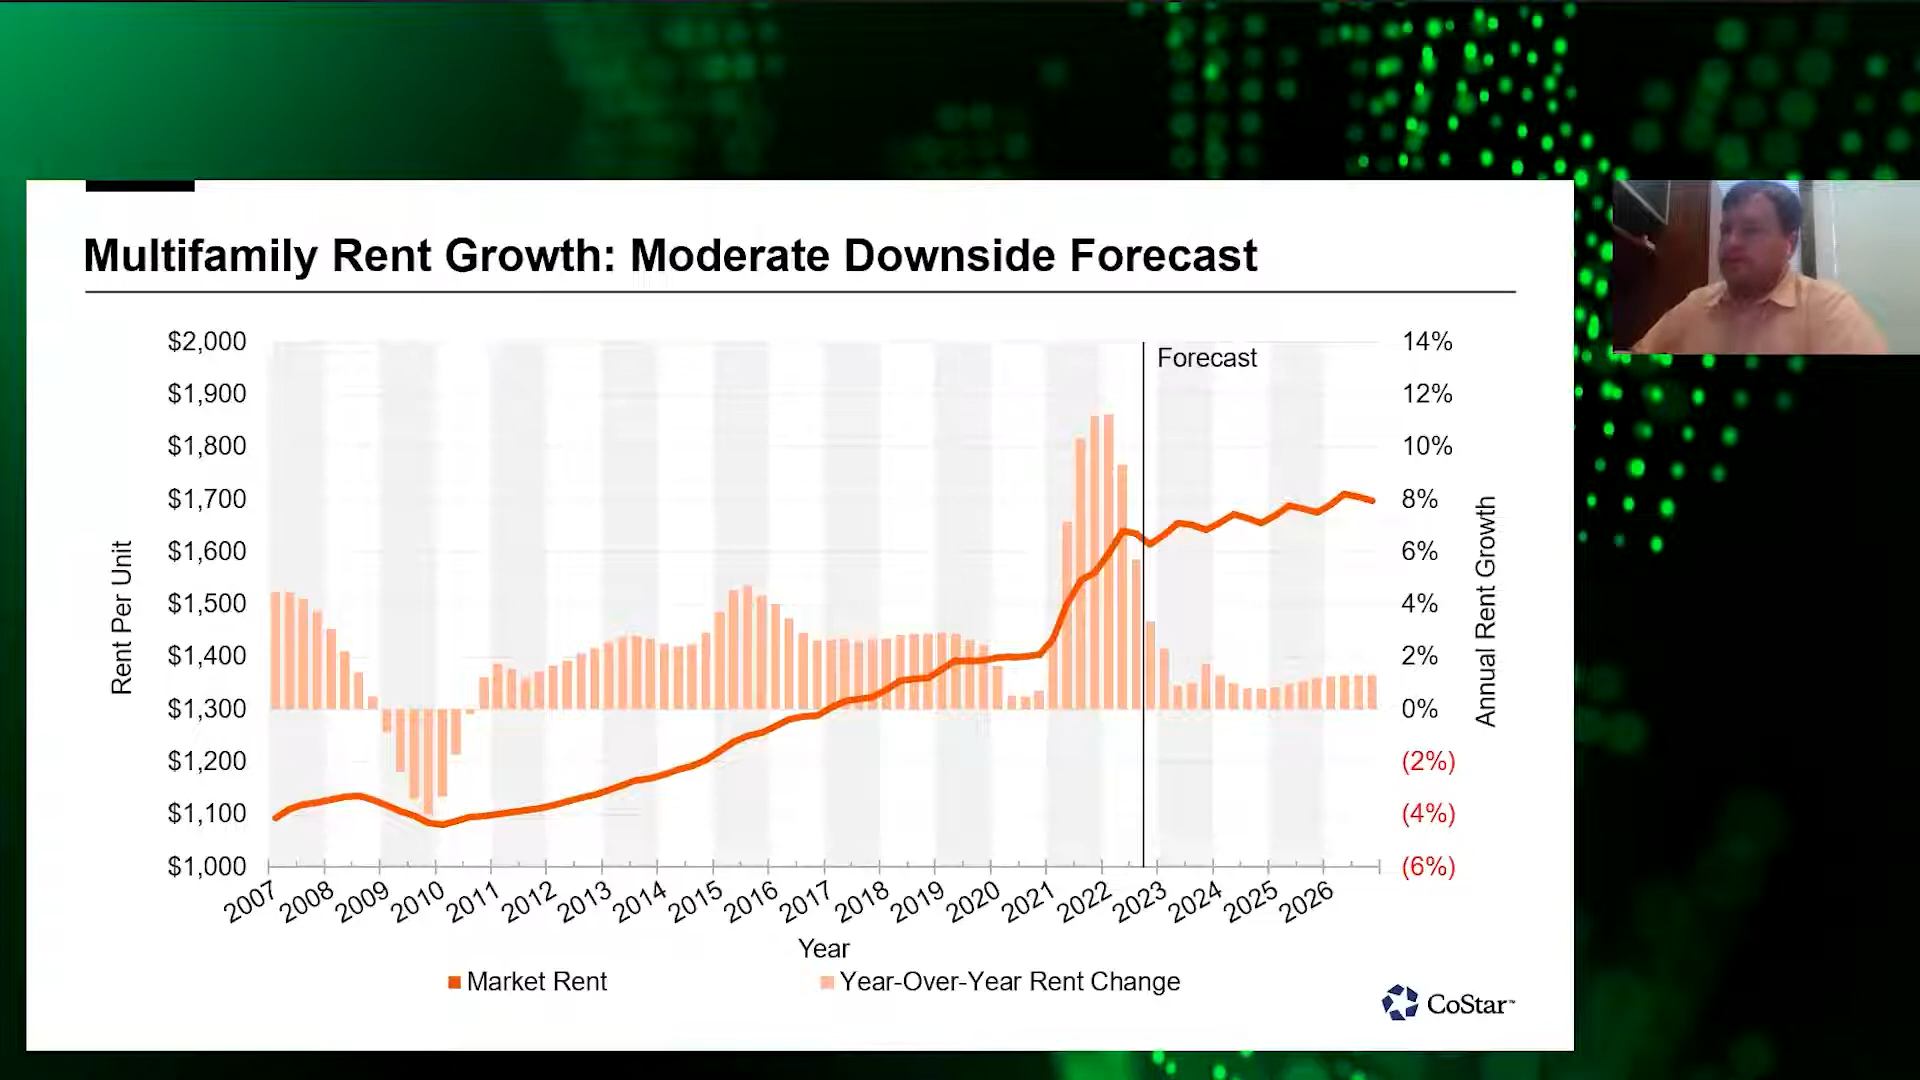 Multifamily Rent Growth: Moderate Downside Forecast
$2,000
$1,900
$1,800
$1,700
$1,600
$1,500
$1,400
$1,300
$1,200
$1,100
$1,000
Rent Per Unit
Forecast
14%
12%
10%
8%
6%
4%
2%
0%
(2%)
(4%)
(6%)
Annual Rent Growth
2007 2008 2009 2010 2011 2012 2013 2014 2015 2016 2017 2018 2019 2020 2021 2022 2023 2024 2025 2026
Year
Market Rent
Year-Over-Year Rent Change
CoStar™